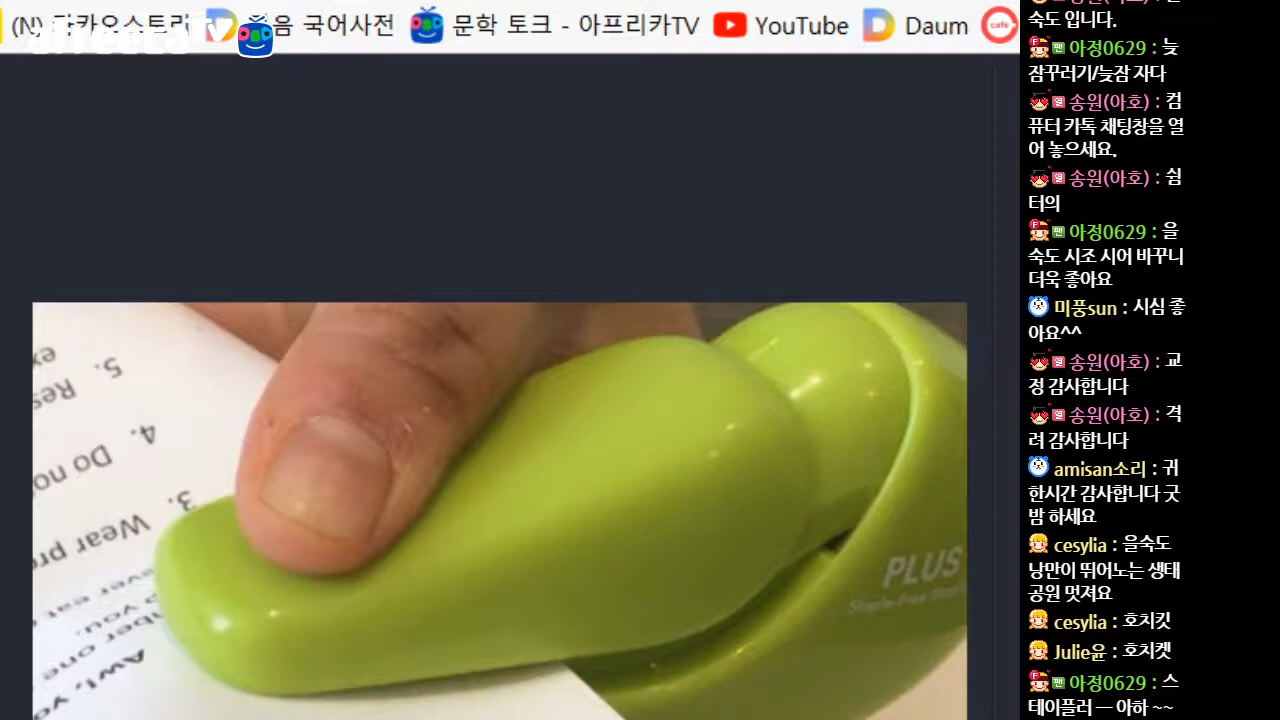 (N) 다카오스토리
음 국어사전
문학 토크 - 아프리카TV
YouTube
Daum
cafe
afreecaTV
숙도 입니다.
아정0629 : 늦
잠꾸러기/늦잠 자다
송원(아호) : 컴
퓨터 카톡 채팅창을 열
어 놓으세요.
송원(아호) : 쉼
터의
아정0629 : 을
숙도 시조 시어 바꾸니
더욱 좋아요
미풍sun : 시심 좋
아요^^
송원(아호) : 교
정 감사합니다
송원(아호) : 격
려 감사합니다
amisan소리 : 귀
한시간 감사합니다 굿
밤 하세요
cesylia : 을숙도
낭만이 뛰어노는 생태
공원 멋져요
cesylia : 호치킷
Julie윤 : 호치켓
아정0629 : 스
테이플러 ㅡ 아하 ~~
5. Res
4. Do no
3. Wear pr
ever eat
you.
mber one
Awl, yo
PLUS